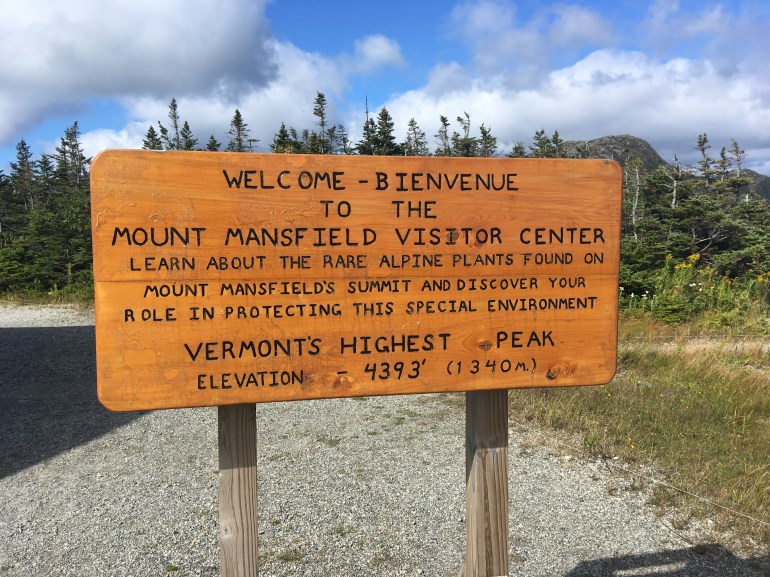 WELCOME - BIENVENUE
TO THE
MOUNT MANSFIELD VISITOR CENTER
LEARN ABOUT THE RARE ALPINE PLANTS FOUND ON
MOUNT MANSFIELD'S SUMMIT AND DISCOVER YOUR
ROLE IN PROTECTING THIS SPECIAL ENVIRONMENT
VERMONT'S HIGHEST PEAK
ELEVATION - 4393' (1340M.)